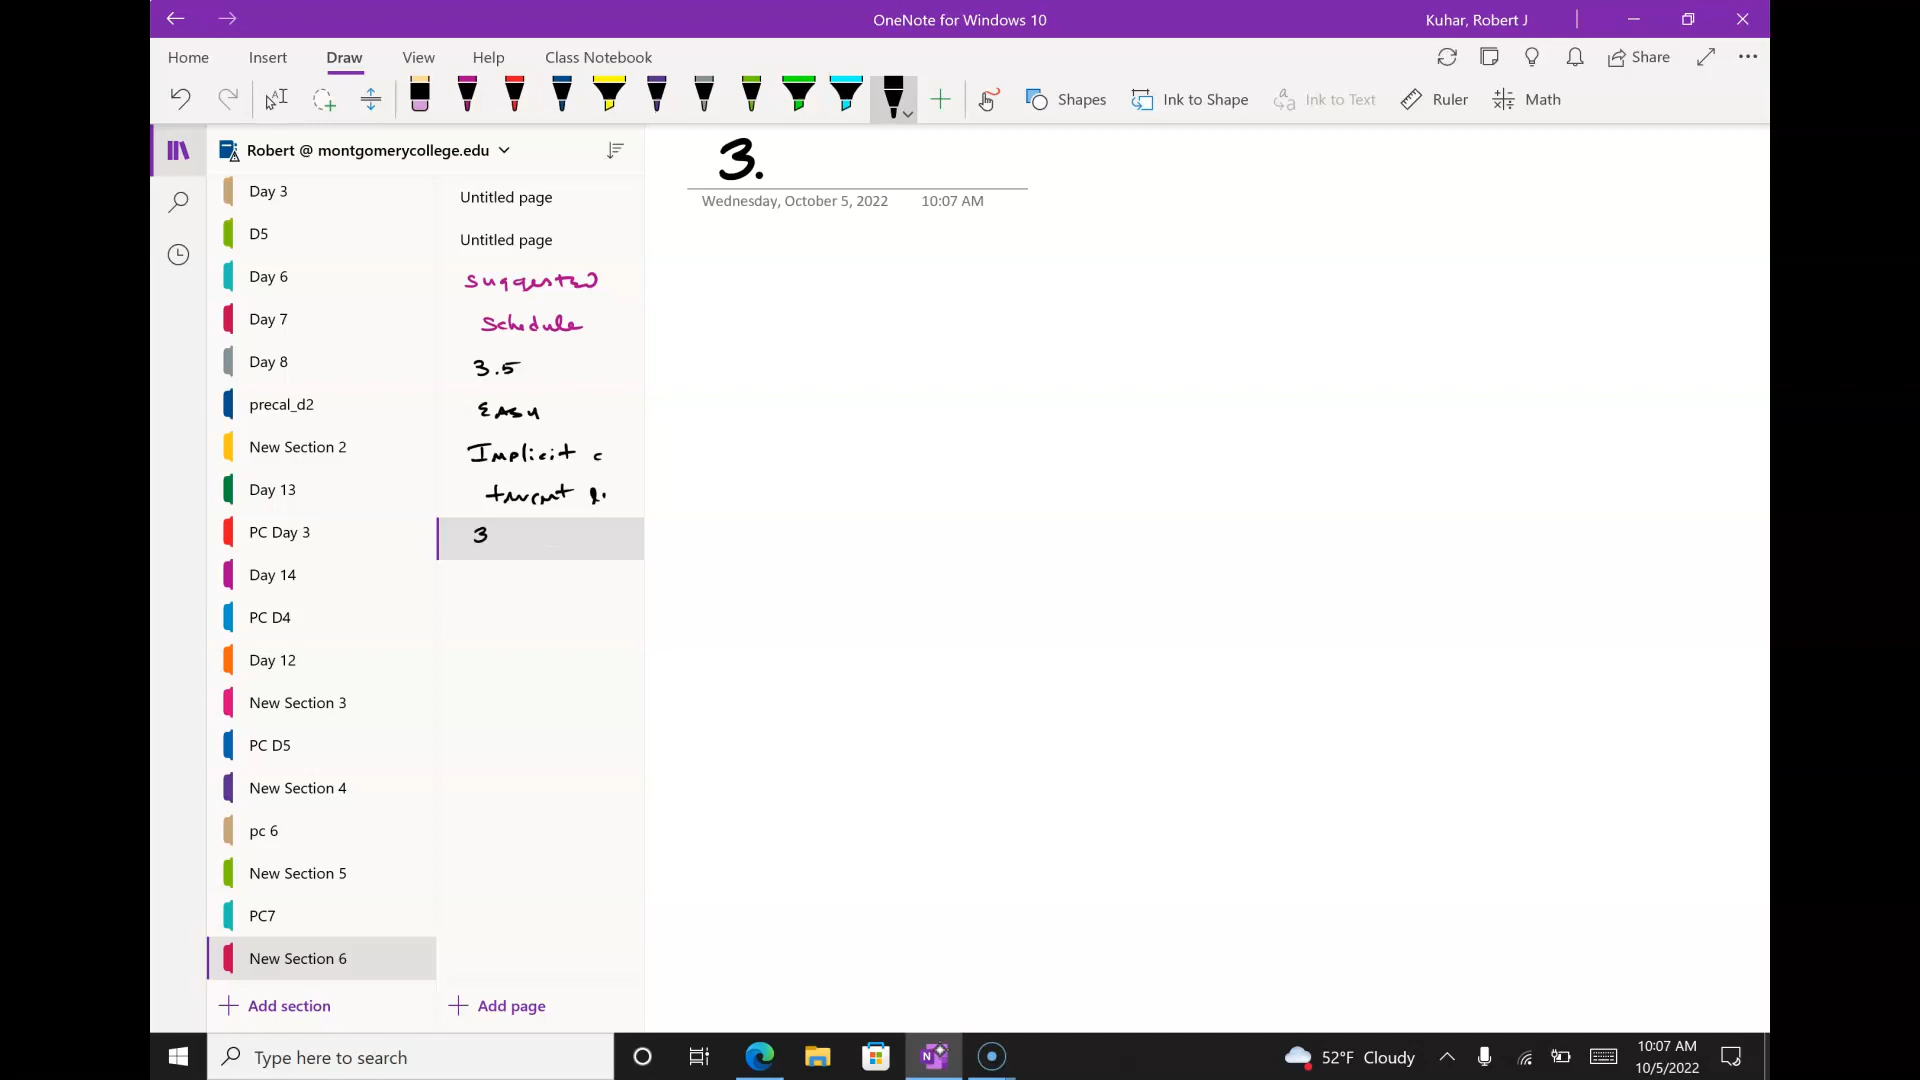 OneNote for Windows 10
Kuhar, Robert J
Home Insert Draw View Help Class Notebook
Share
Shapes Ink to Shape Ink to Text Ruler Math
Robert @ montgomerycollege.edu
Day 3
D5
Day 6
Day 7
Day 8
precal_d2
New Section 2
Day 13
PC Day 3
Day 14
PC D4
Day 12
New Section 3
PC D5
New Section 4
pc 6
New Section 5
PC7
New Section 6
Add section
Untitled page
Untitled page
Suggested
Schedule
3.5
EASY
Implicit
3
Add page
3.
Wednesday, October 5, 2022 10:07 AM
Type here to search
52°F Cloudy
10:07 AM
10/5/2022